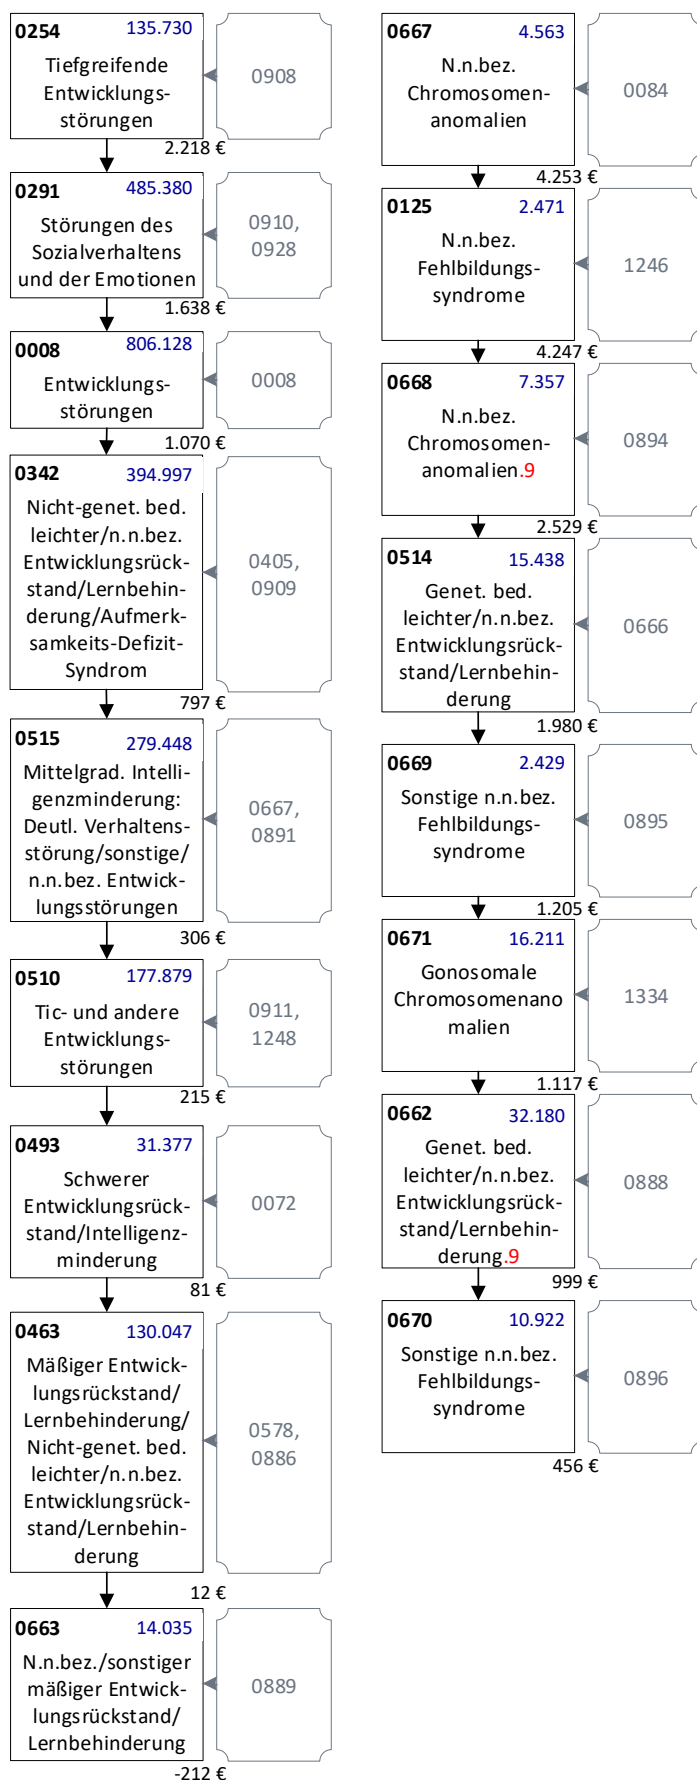 0254 135.730
Tiefgreifende
Entwicklungs-
störungen
0908
2.218 €
0291 485.380
Störungen des
Sozialverhaltens
und der Emotionen
0910,
0928
1.638 €
0008 806.128
Entwicklungs-
störungen
0008
1.070 €
0342 394.997
Nicht-genet. bed.
leichter/n.n.bez.
Entwicklungsrück-
stand/Lernbehin-
derung/Aufmerk-
samkeits-Defizit-
Syndrom
0405,
0909
797 €
0515 279.448
Mittelgrad. Intelli-
genzminderung:
Deutl. Verhaltens-
störung/sonstige/
n.n.bez. Entwick-
lungsstörungen
0667,
0891
306 €
0510 177.879
Tic- und andere
Entwicklungs-
störungen
0911,
1248
215 €
0493 31.377
Schwerer
Entwicklungsrück-
stand/Intelligenz-
minderung
0072
81 €
0463 130.047
Mäßiger Entwick-
lungsrückstand/
Lernbehinderung/
Nicht-genet. bed.
leichter/n.n.bez.
Entwicklungsrück-
stand/Lernbehin-
derung
0578,
0886
12 €
0663 14.035
N.n.bez./sonstiger
mäßiger Entwick-
lungsrückstand/
Lernbehinderung
0889
-212 €
0667 4.563
N.n.bez.
Chromosomen-
anomalien
0084
4.253 €
0125 2.471
N.n.bez.
Fehlbildungs-
syndrome
1246
4.247 €
0668 7.357
N.n.bez.
Chromosomen-
anomalien.9
0894
2.529 €
0514 15.438
Genet. bed.
leichter/n.n.bez.
Entwicklungsrück-
stand/Lernbehin-
derung
0666
1.980 €
0669 2.429
Sonstige n.n.bez.
Fehlbildungs-
syndrome
0895
1.205 €
0671 16.211
Gonosomale
Chromosomenano
malien
1334
1.117 €
0662 32.180
Genet. bed.
leichter/n.n.bez.
Entwicklungsrück-
stand/Lernbehin-
derung.9
0888
999 €
0670 10.922
Sonstige n.n.bez.
Fehlbildungs-
syndrome
0896
456 €